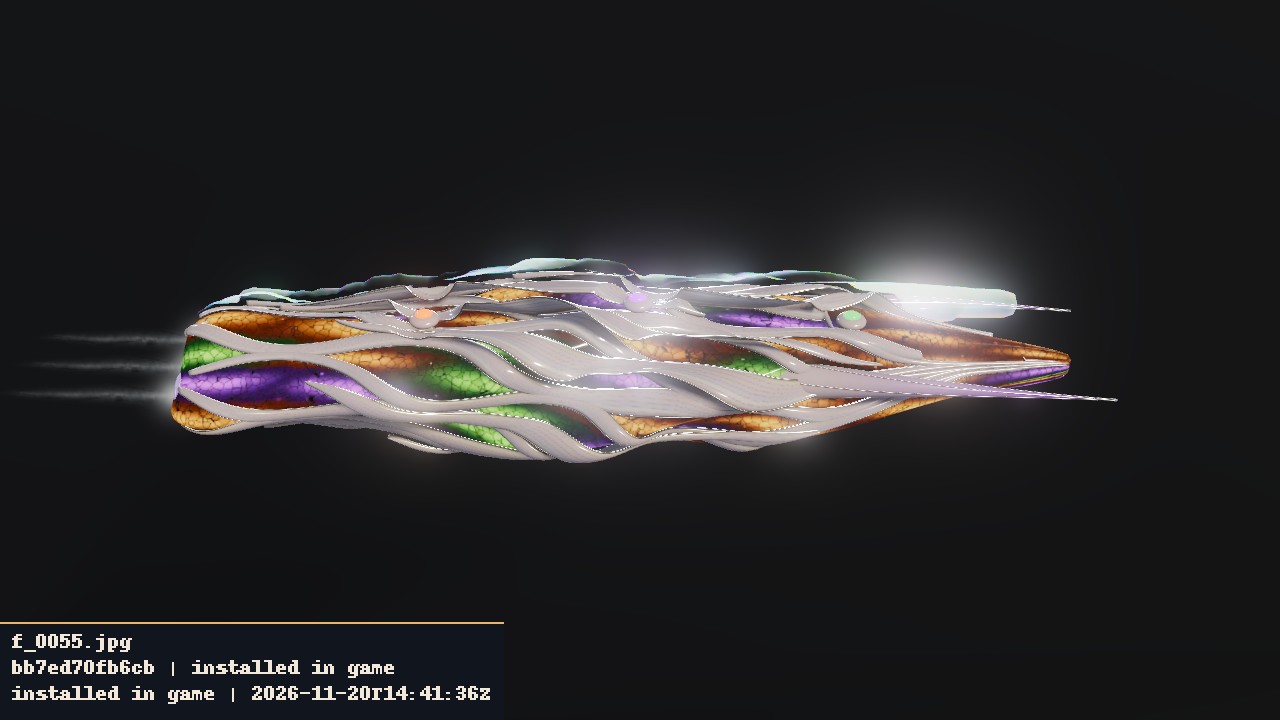 f_0055.jpg
bb7ed70fb6cb | installed in game
installed in game | 2026-11-20T14:41:36Z